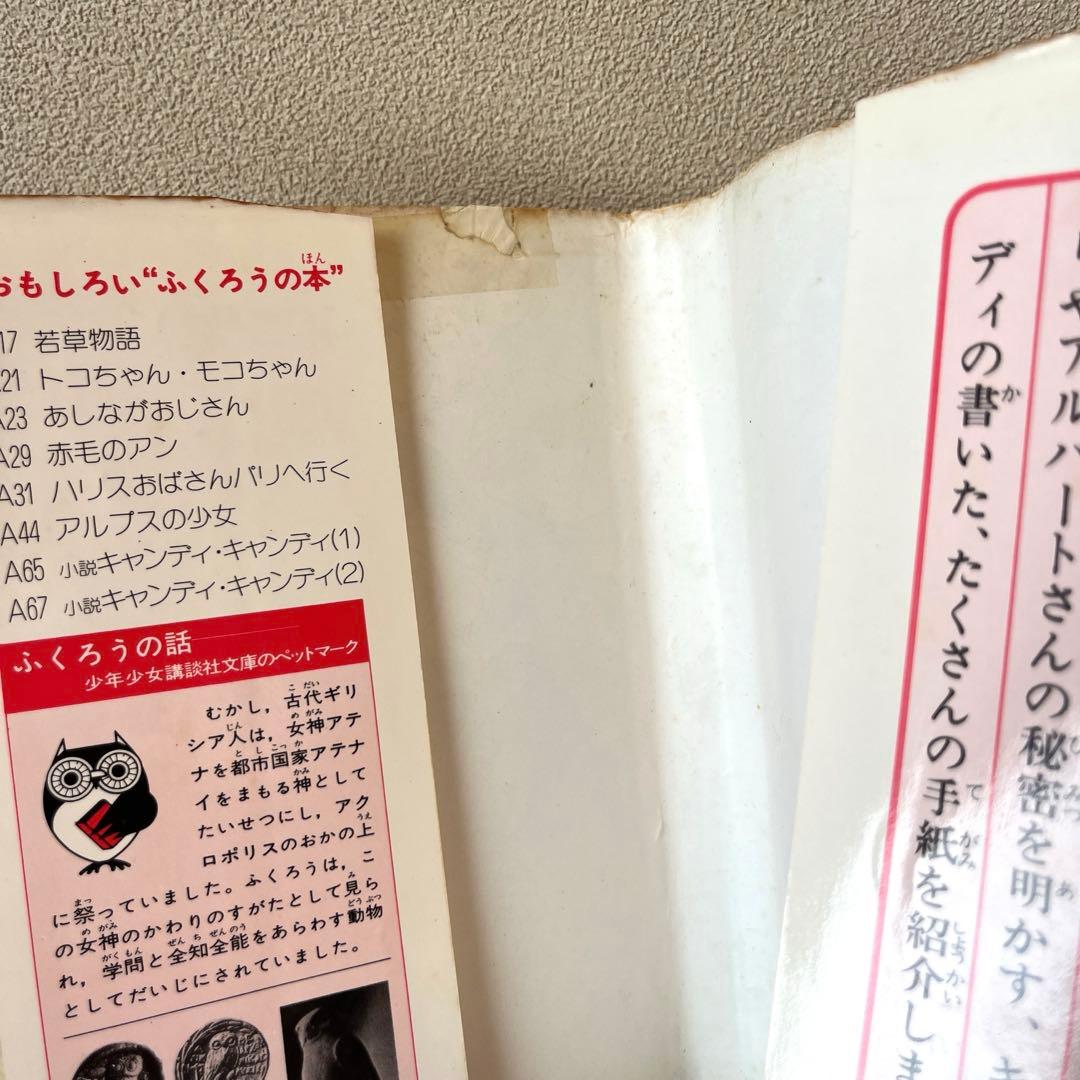 おもしろい“ふくろうの本”
17 若草物語
21 トコちゃん・モコちゃん
A23 あしながおじさん
A29 赤毛のアン
A31 ハリスおばさんパリへ行く
A44 アルプスの少女
A65 小説キャンディ・キャンディ(1)
A67 小説キャンディ・キャンディ(2)
ふくろうの話
少年少女講談社文庫のペットマーク
むかし，古代ギリ
シア人は，女神アテ
ナを都市国家アテナ
イをまもる神として
たいせつにし，アク
ロポリスのおかの上
に祭っていました。ふくろうは，こ
の女神のかわりのすがたとして見ら
れ，学問と全知全能をあらわす動物
としてだいじにされていました。
やアルバートさんの秘密を明かす、キ
ディの書いた、たくさんの手紙を紹介しま